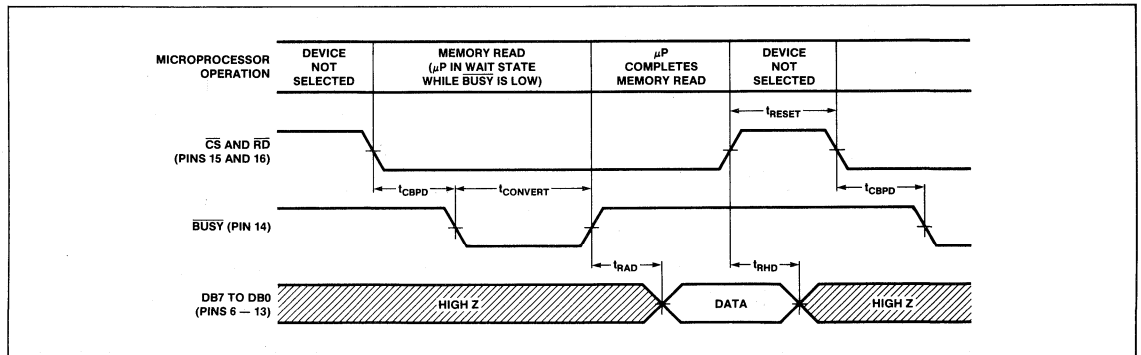 MICROPROCESSOR
OPERATION
DEVICE
NOT
SELECTED
MEMORY READ
(μP IN WAIT STATE
WHILE BUSY IS LOW)
μP
COMPLETES
MEMORY READ
DEVICE
NOT
SELECTED
tRESET
CS AND RD
(PINS 15 AND 16)
tCBPD
tCONVERT
tCBPD
BUSY (PIN 14)
tRAD
tRHD
DB7 TO DB0
(PINS 6 — 13)
HIGH Z
DATA
HIGH Z